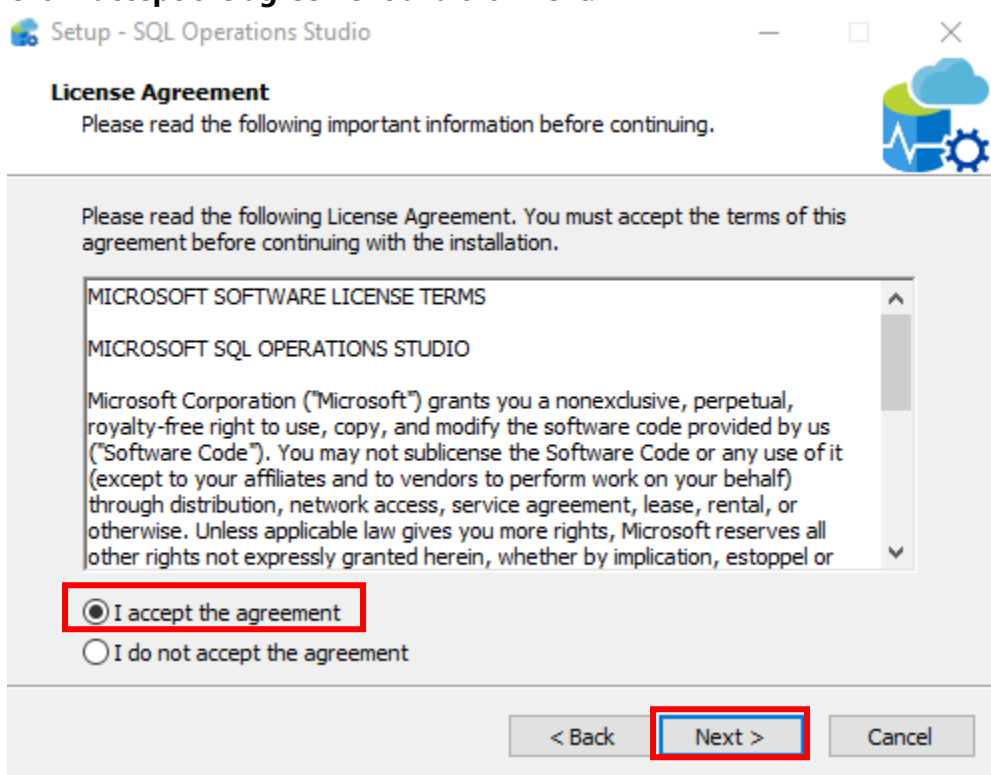 Setup - SQL Operations Studio
License Agreement
Please read the following important information before continuing.
Please read the following License Agreement. You must accept the terms of this
agreement before continuing with the installation.
MICROSOFT SOFTWARE LICENSE TERMS
MICROSOFT SQL OPERATIONS STUDIO
Microsoft Corporation ("Microsoft") grants you a nonexclusive, perpetual,
royalty-free right to use, copy, and modify the software code provided by us
("Software Code"). You may not sublicense the Software Code or any use of it
(except to your affiliates and to vendors to perform work on your behalf)
through distribution, network access, service agreement, lease, rental, or
otherwise. Unless applicable law gives you more rights, Microsoft reserves all
other rights not expressly granted herein, whether by implication, estoppel or
I accept the agreement
I do not accept the agreement
< Back Next > Cancel